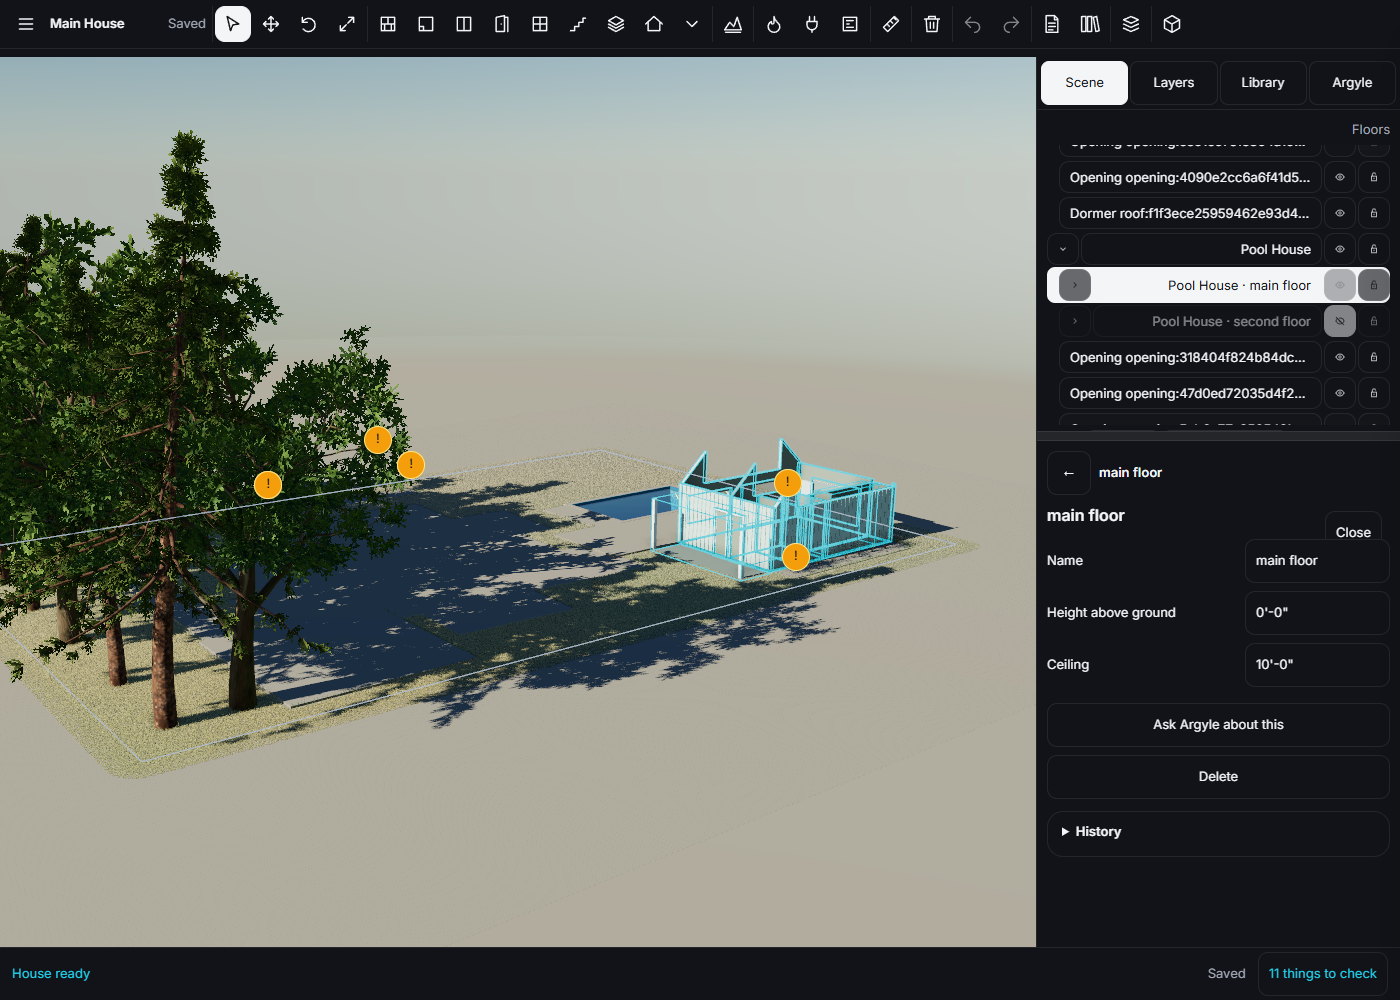 Main House
Saved
Scene
Layers
Library
Argyle
Floors
Opening opening:4090e2cc6a6f41d5...
Dormer roof:f1f3ece25959462e93d4...
Pool House
Pool House · main floor
Pool House · second floor
Opening opening:318404f824b84dc...
Opening opening:47d0ed72035d4f2...
!
!
!
!
!
←
main floor
main floor
Close
Name
main floor
Height above ground
0'-0"
Ceiling
10'-0"
Ask Argyle about this
Delete
History
House ready
Saved
11 things to check